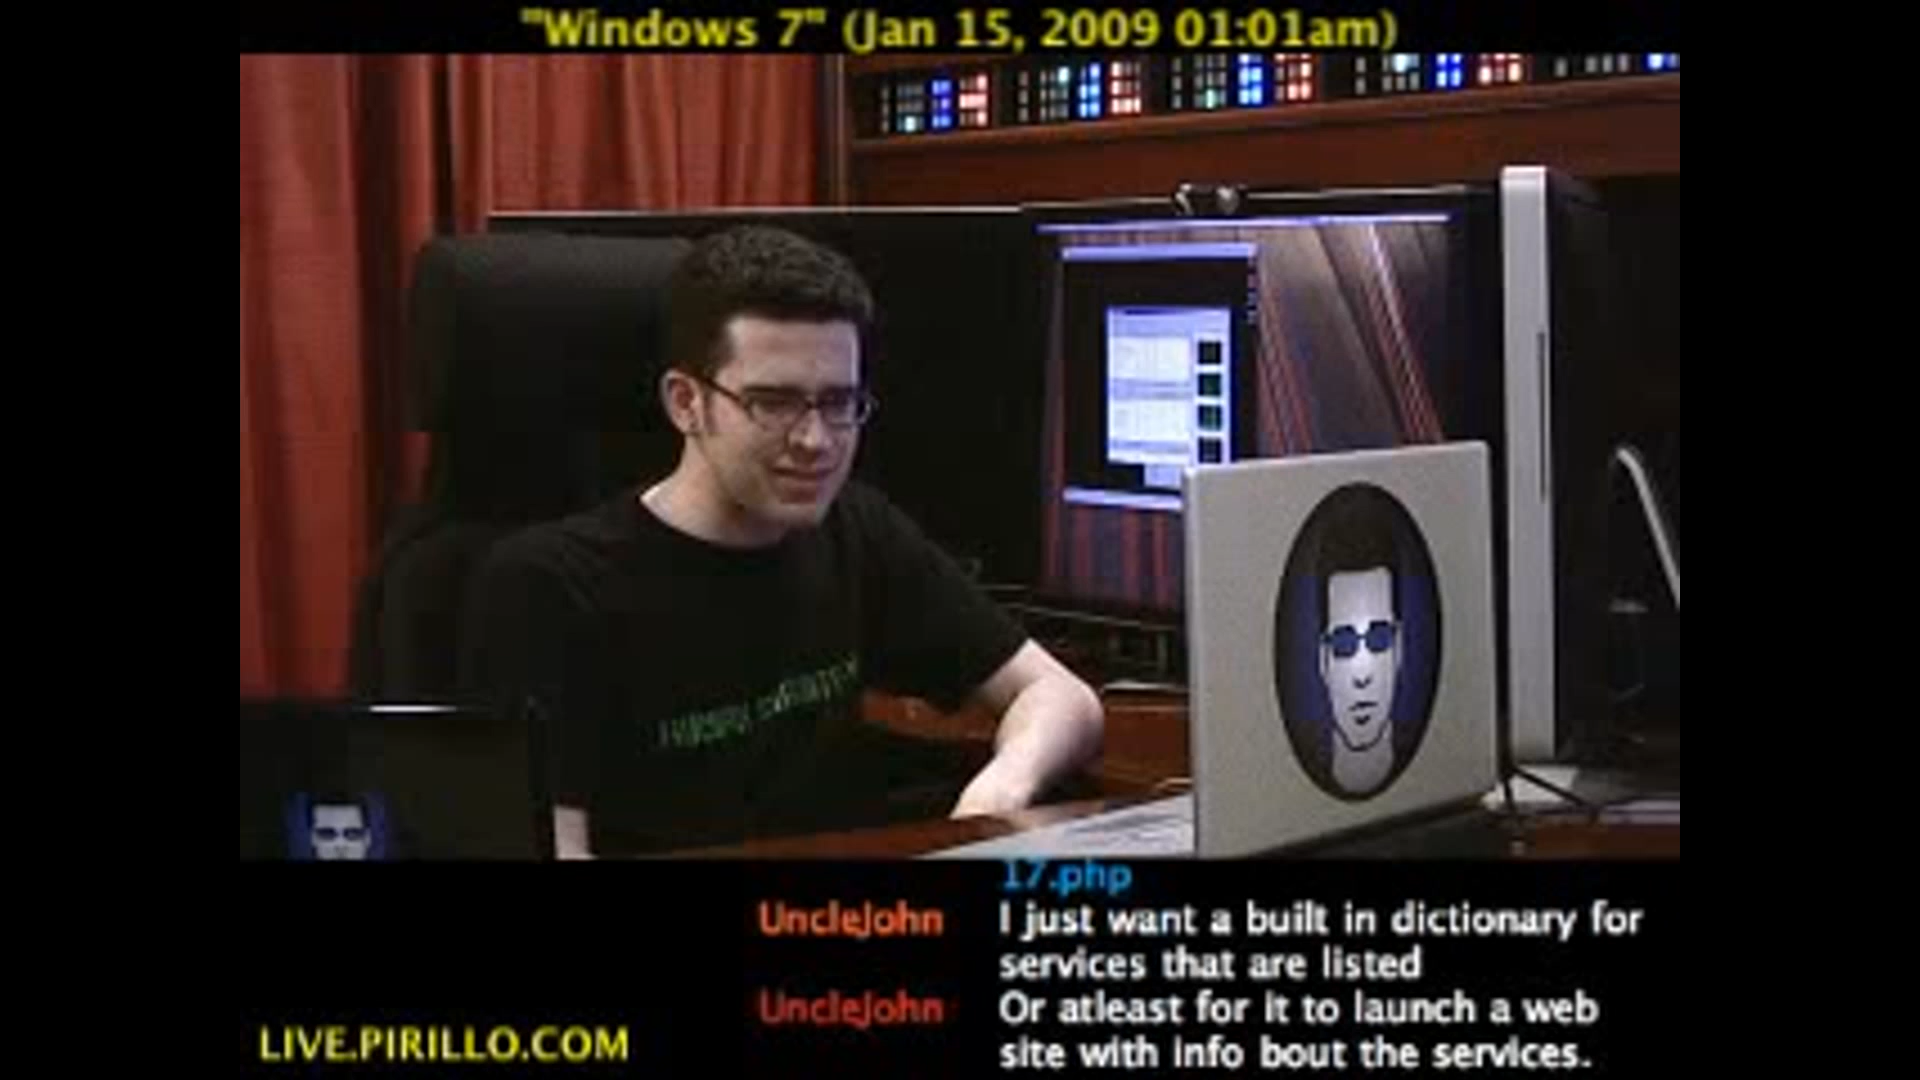 "Windows 7" (Jan 15, 2009 01:01am)
17.php
UncleJohn I just want a built in dictionary for
services that are listed
UncleJohn Or atleast for it to launch a web
site with info bout the services.
LIVE.PIRILLO.COM